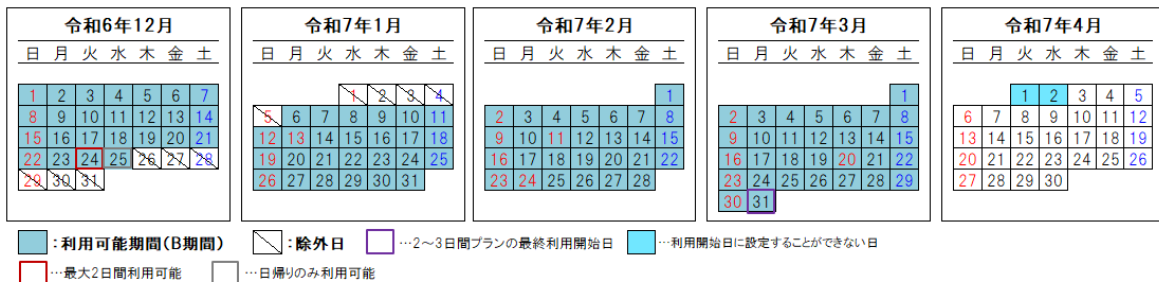 令和6年12月
日 月 火 水 木 金 土
1 2 3 4 5 6 7
8 9 10 11 12 13 14
15 16 17 18 19 20 21
22 23 24 25 26 27 28
29 30 31
令和7年1月
日 月 火 水 木 金 土
1 2 3 4
5 6 7 8 9 10 11
12 13 14 15 16 17 18
19 20 21 22 23 24 25
26 27 28 29 30 31
令和7年2月
日 月 火 水 木 金 土
1
2 3 4 5 6 7 8
9 10 11 12 13 14 15
16 17 18 19 20 21 22
23 24 25 26 27 28
令和7年3月
日 月 火 水 木 金 土
1
2 3 4 5 6 7 8
9 10 11 12 13 14 15
16 17 18 19 20 21 22
23 24 25 26 27 28 29
30 31
令和7年4月
日 月 火 水 木 金 土
1 2 3 4 5
6 7 8 9 10 11 12
13 14 15 16 17 18 19
20 21 22 23 24 25 26
27 28 29 30
:利用可能期間(B期間) :除外日 …2～3日間プランの最終利用開始日 …利用開始日に設定することができない日
…最大2日間利用可能 …日帰りのみ利用可能